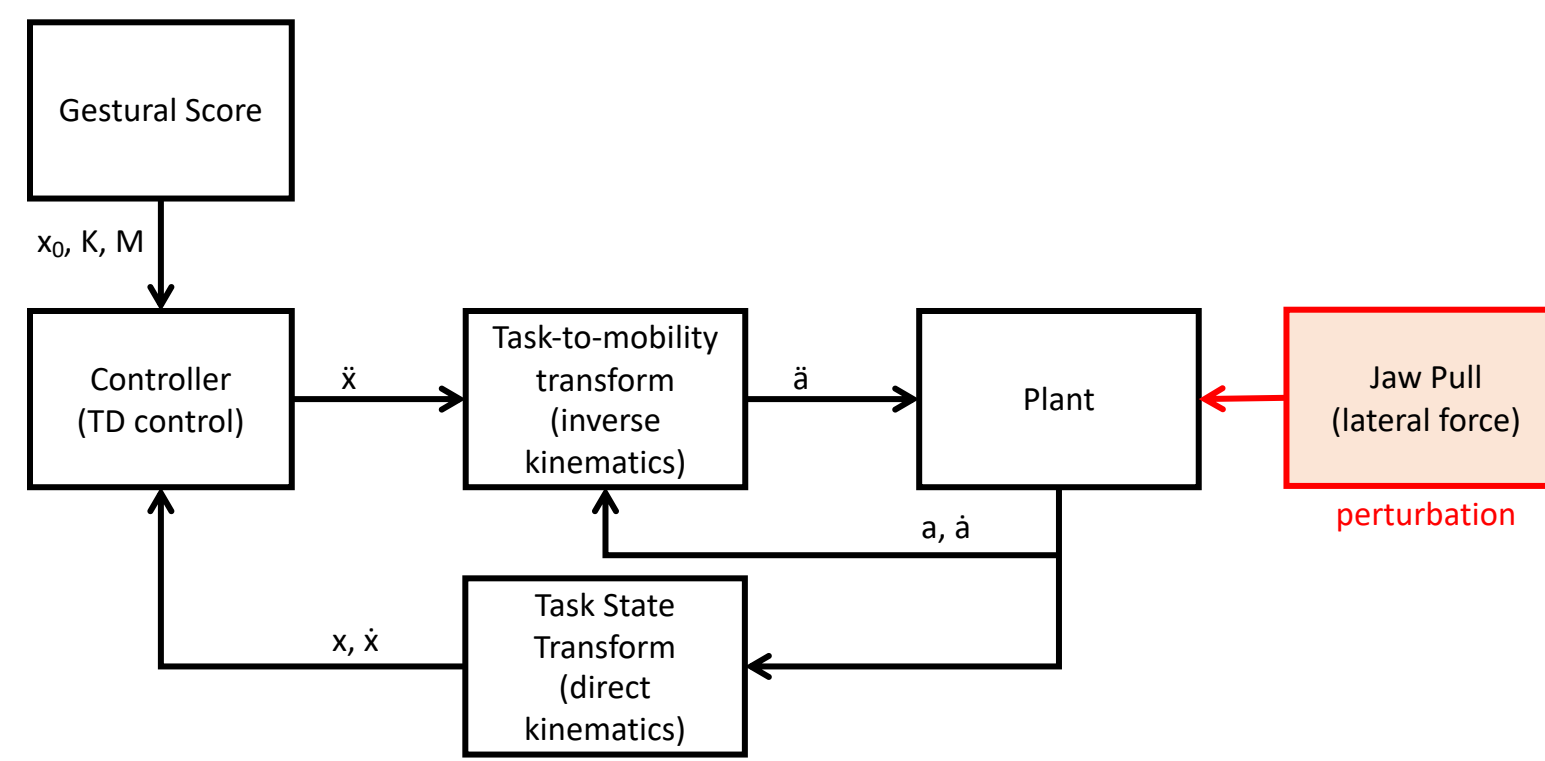 Gestural Score
x₀, K, M
Controller
(TD control)
ẍ
Task-to-mobility
transform
(inverse
kinematics)
ä
Plant
Jaw Pull
(lateral force)
perturbation
a, ȧ
Task State
Transform
(direct
kinematics)
x, ẋ